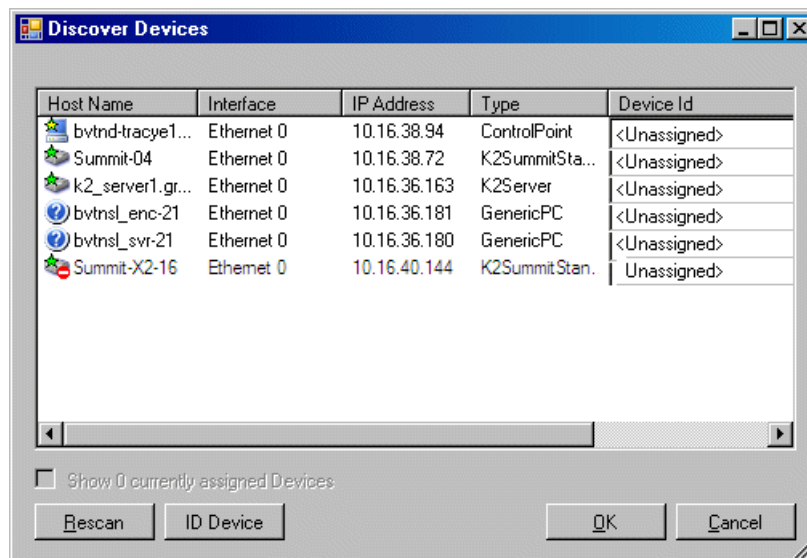 Discover Devices
Host Name Interface IP Address Type Device Id
bvtnd-tracye1... Ethernet 0 10.16.38.94 ControlPoint <Unassigned>
Summit-04 Ethernet 0 10.16.38.72 K2SummitSta... <Unassigned>
k2_server1.gr... Ethernet 0 10.16.36.163 K2Server <Unassigned>
bvtnsl_enc-21 Ethernet 0 10.16.36.181 GenericPC <Unassigned>
bvtnsl_svr-21 Ethernet 0 10.16.36.180 GenericPC <Unassigned>
Summit-X2-16 Ethernet 0 10.16.40.144 K2SummitStan. Unassigned>
Show 0 currently assigned Devices
Rescan ID Device OK Cancel